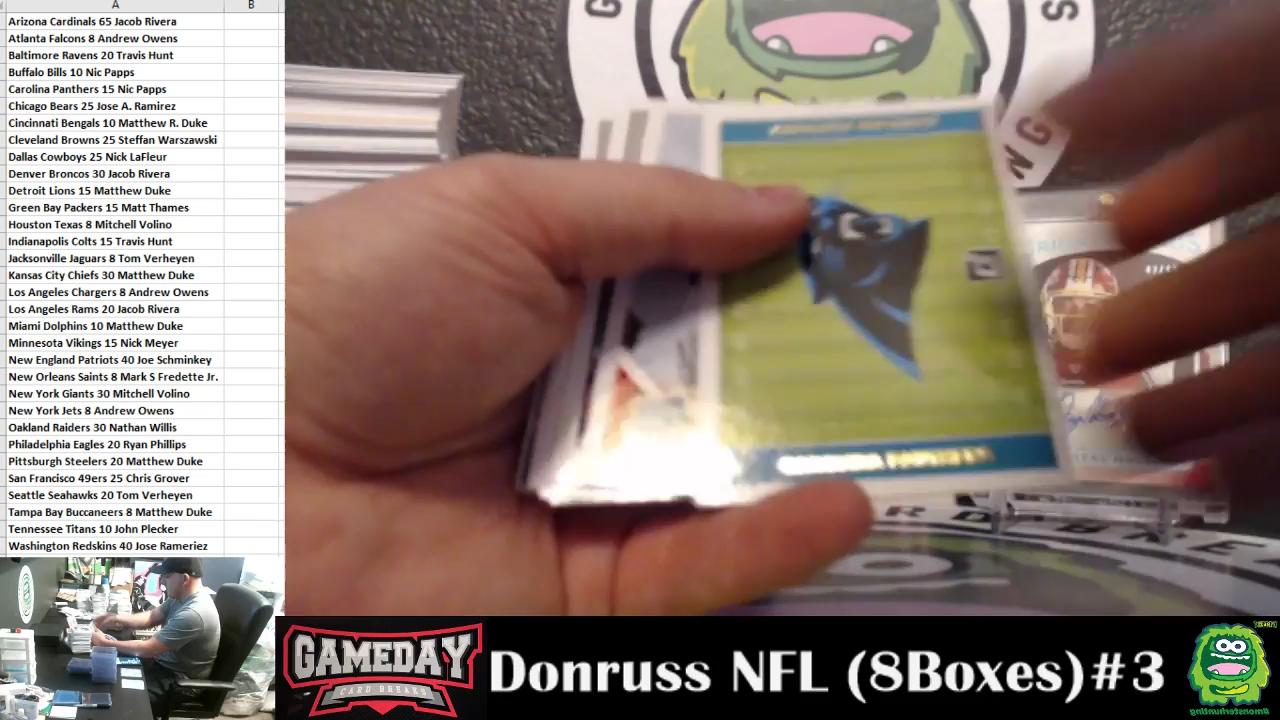 A
B
Arizona Cardinals 65 Jacob Rivera
Atlanta Falcons 8 Andrew Owens
Baltimore Ravens 20 Travis Hunt
Buffalo Bills 10 Nic Papps
Carolina Panthers 15 Nic Papps
Chicago Bears 25 Jose A. Ramirez
Cincinnati Bengals 10 Matthew R. Duke
Cleveland Browns 25 Steffan Warszawski
Dallas Cowboys 25 Nick LaFleur
Denver Broncos 30 Jacob Rivera
Detroit Lions 15 Matthew Duke
Green Bay Packers 15 Matt Thames
Houston Texas 8 Mitchell Volino
Indianapolis Colts 15 Travis Hunt
Jacksonville Jaguars 8 Tom Verheyen
Kansas City Chiefs 30 Matthew Duke
Los Angeles Chargers 8 Andrew Owens
Los Angeles Rams 20 Jacob Rivera
Miami Dolphins 10 Matthew Duke
Minnesota Vikings 15 Nick Meyer
New England Patriots 40 Joe Schminkey
New Orleans Saints 8 Mark S Fredette Jr.
New York Giants 30 Mitchell Volino
New York Jets 8 Andrew Owens
Oakland Raiders 30 Nathan Willis
Philadelphia Eagles 20 Ryan Phillips
Pittsburgh Steelers 20 Matthew Duke
San Francisco 49ers 25 Chris Grover
Seattle Seahawks 20 Tom Verheyen
Tampa Bay Buccaneers 8 Matthew Duke
Tennessee Titans 10 John Plecker
Washington Redskins 40 Jose Rameriez
GAMEDAY
CARD BREAKS
Donruss NFL (8Boxes)#3
#monsterhunting